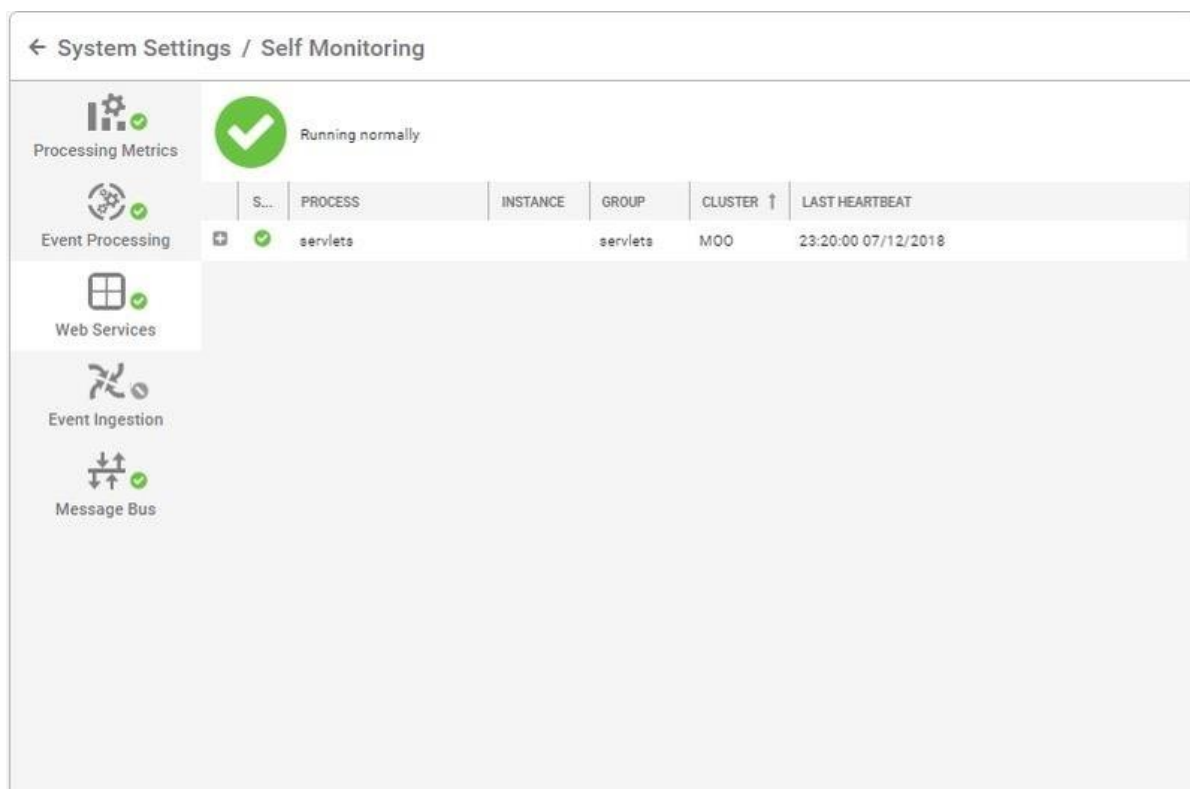 ← System Settings / Self Monitoring
Processing Metrics
Running normally
S... PROCESS INSTANCE GROUP CLUSTER ↑ LAST HEARTBEAT
Event Processing
servlets servlets MOO 23:20:00 07/12/2018
Web Services
Event Ingestion
Message Bus